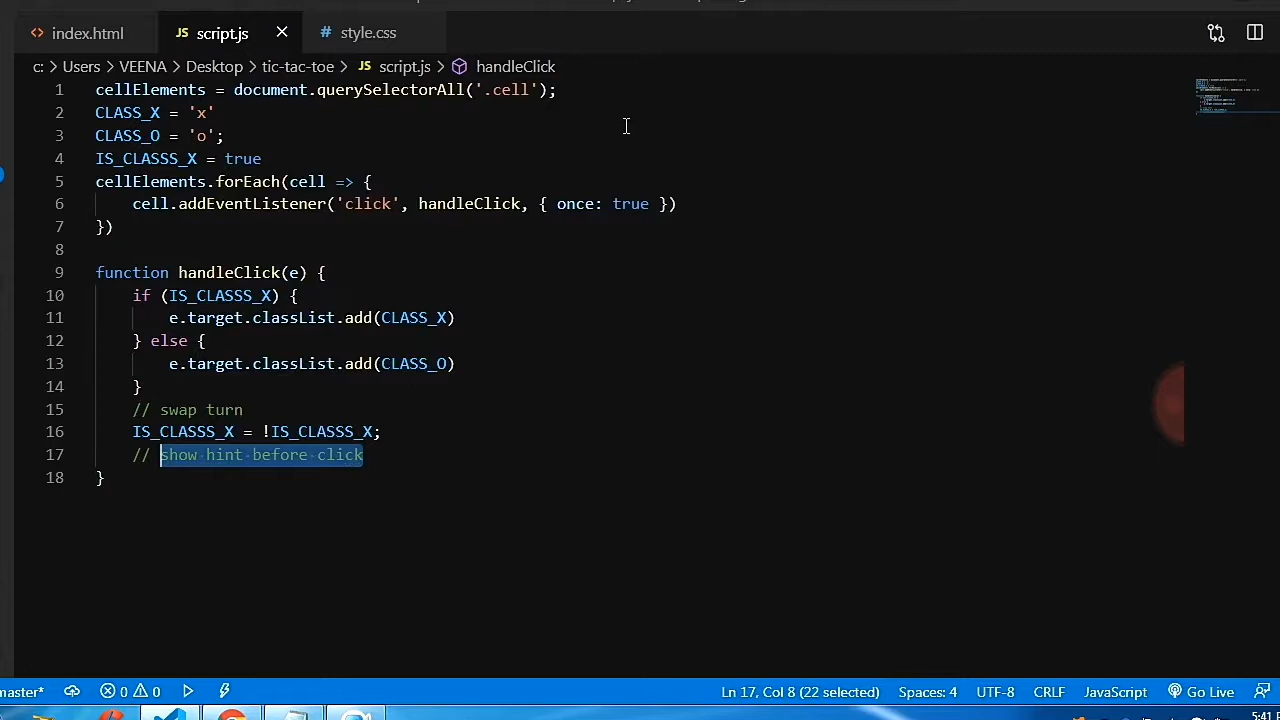 index.html script.js style.css
c: > Users > VEENA > Desktop > tic-tac-toe > JS script.js > handleClick
1 cellElements = document.querySelectorAll('.cell');
2 CLASS_X = 'x'
3 CLASS_O = 'o';
4 IS_CLASSS_X = true
5 cellElements.forEach(cell => {
6 cell.addEventListener('click', handleClick, { once: true })
7 })
8
9 function handleClick(e) {
10 if (IS_CLASSS_X) {
11 e.target.classList.add(CLASS_X)
12 } else {
13 e.target.classList.add(CLASS_O)
14 }
15 // swap turn
16 IS_CLASSS_X = !IS_CLASSS_X;
17 // show hint before click
18 }
master* 0 0 Ln 17, Col 8 (22 selected) Spaces: 4 UTF-8 CRLF JavaScript Go Live
5:41